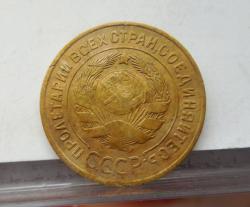 ПРОЛЕТАРИИ ВСЕХ СТРАН, СОЕДИНЯЙТЕСЬ
СССР